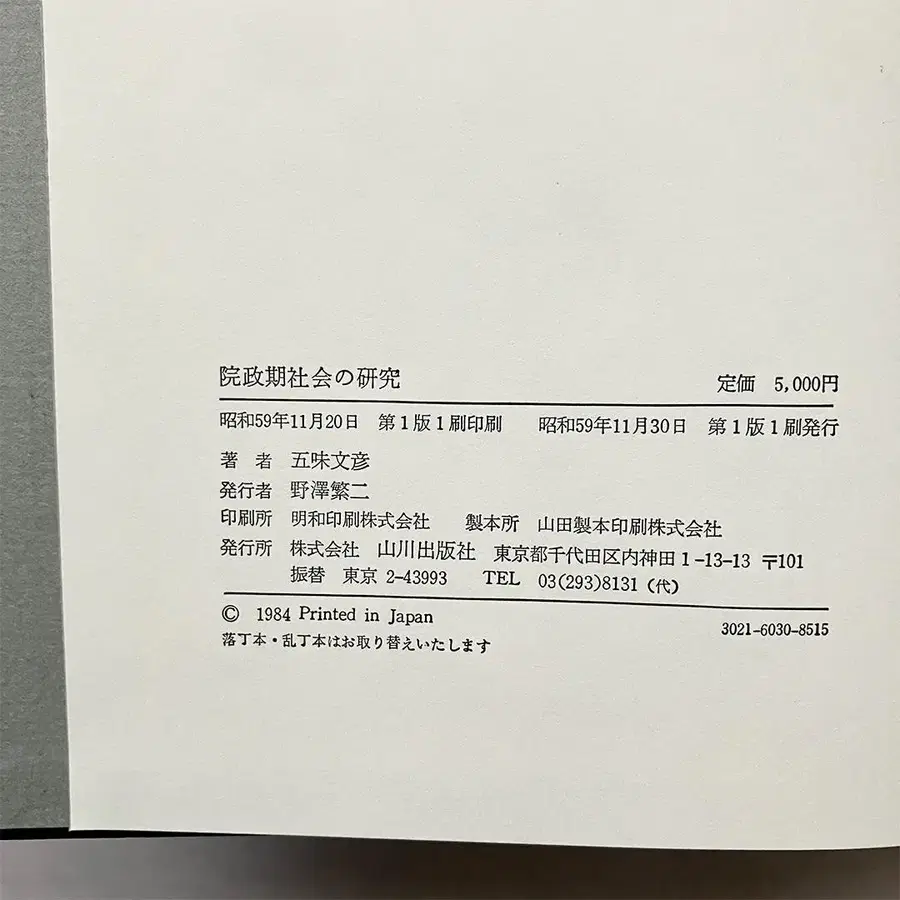 院政期社会の研究 定価 5,000円
昭和59年11月20日 第1版1刷印刷 昭和59年11月30日 第1版1刷発行
著者 五味文彦
発行者 野澤繁二
印刷所 明和印刷株式会社 製本所 山田製本印刷株式会社
発行所 株式会社 山川出版社 東京都千代田区内神田1-13-13 〒101
振替 東京 2-43993 TEL 03(293)8131(代)
© 1984 Printed in Japan 3021-6030-8515
落丁本・乱丁本はお取り替えいたします